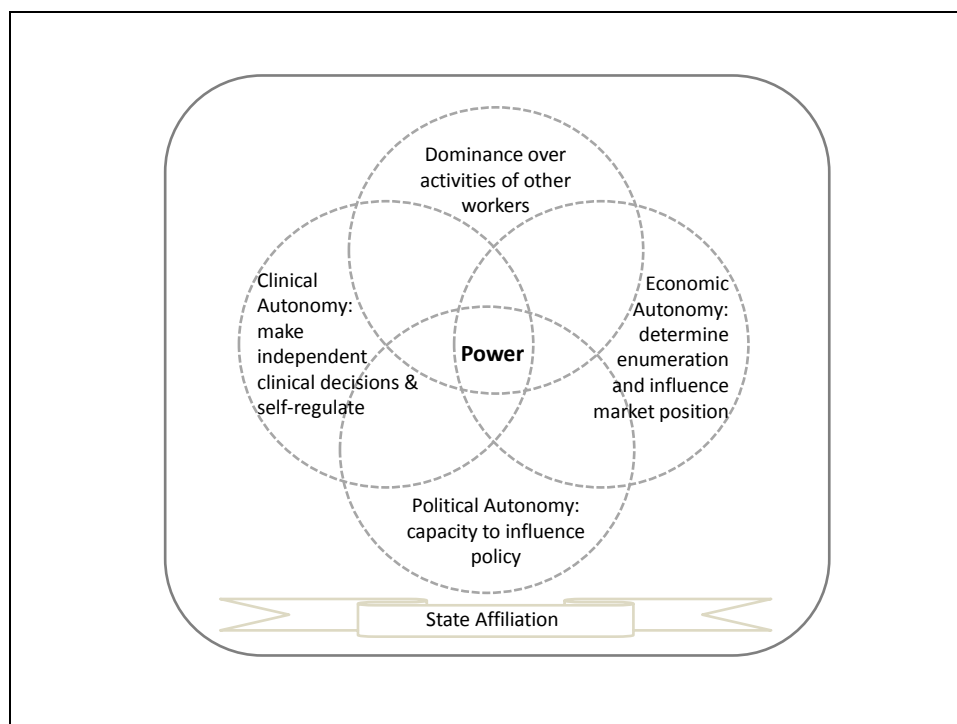 Dominance over
activities of other
workers
Clinical
Autonomy:
make
independent
clinical decisions &
self-regulate
Power
Economic
Autonomy:
determine
enumeration
and influence
market position
Political Autonomy:
capacity to influence
policy
State Affiliation